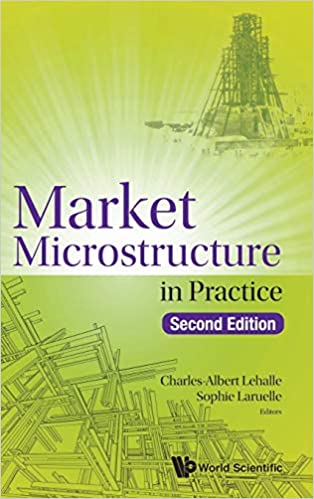 Market
Microstructure
in Practice
Second Edition
Charles-Albert Lehalle
Sophie Laruelle
Editors
World Scientific